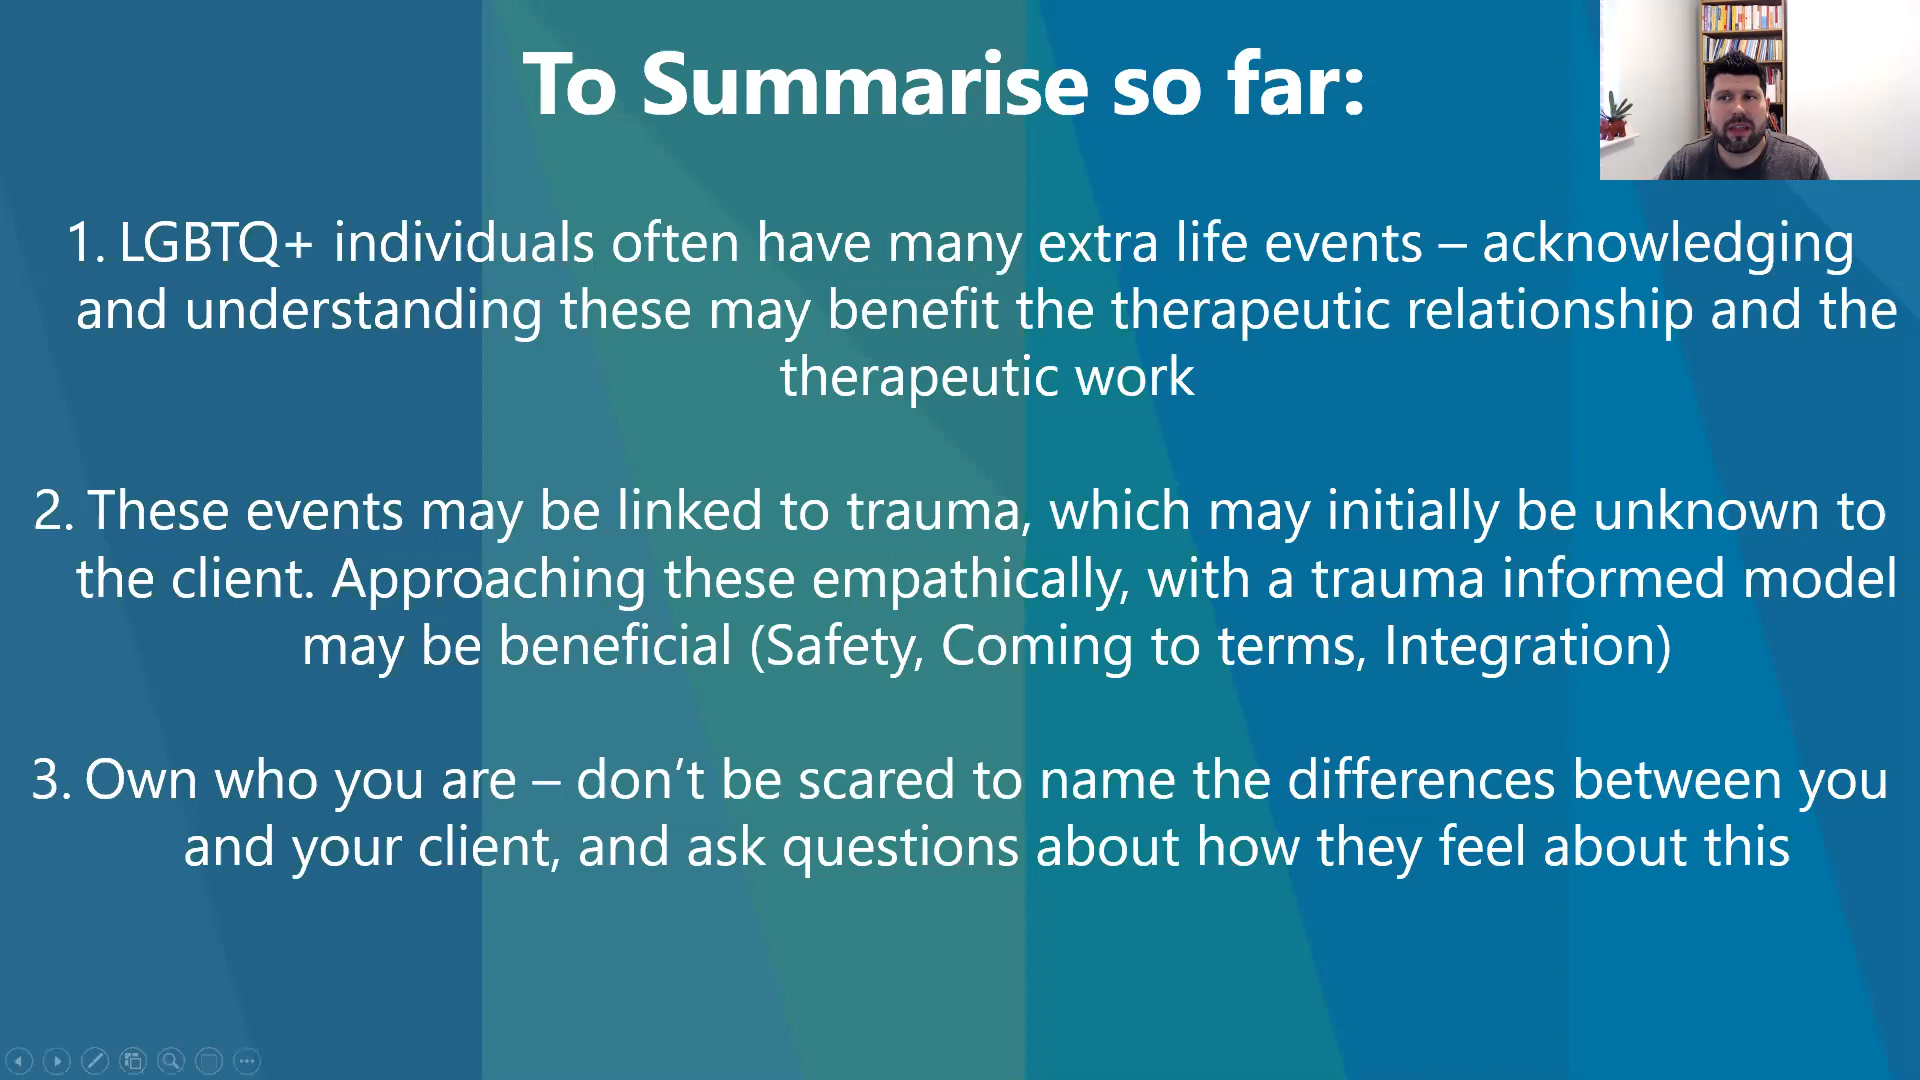 To Summarise so far:
1. LGBTQ+ individuals often have many extra life events – acknowledging
and understanding these may benefit the therapeutic relationship and the
therapeutic work
2. These events may be linked to trauma, which may initially be unknown to
the client. Approaching these empathically, with a trauma informed model
may be beneficial (Safety, Coming to terms, Integration)
3. Own who you are – don’t be scared to name the differences between you
and your client, and ask questions about how they feel about this